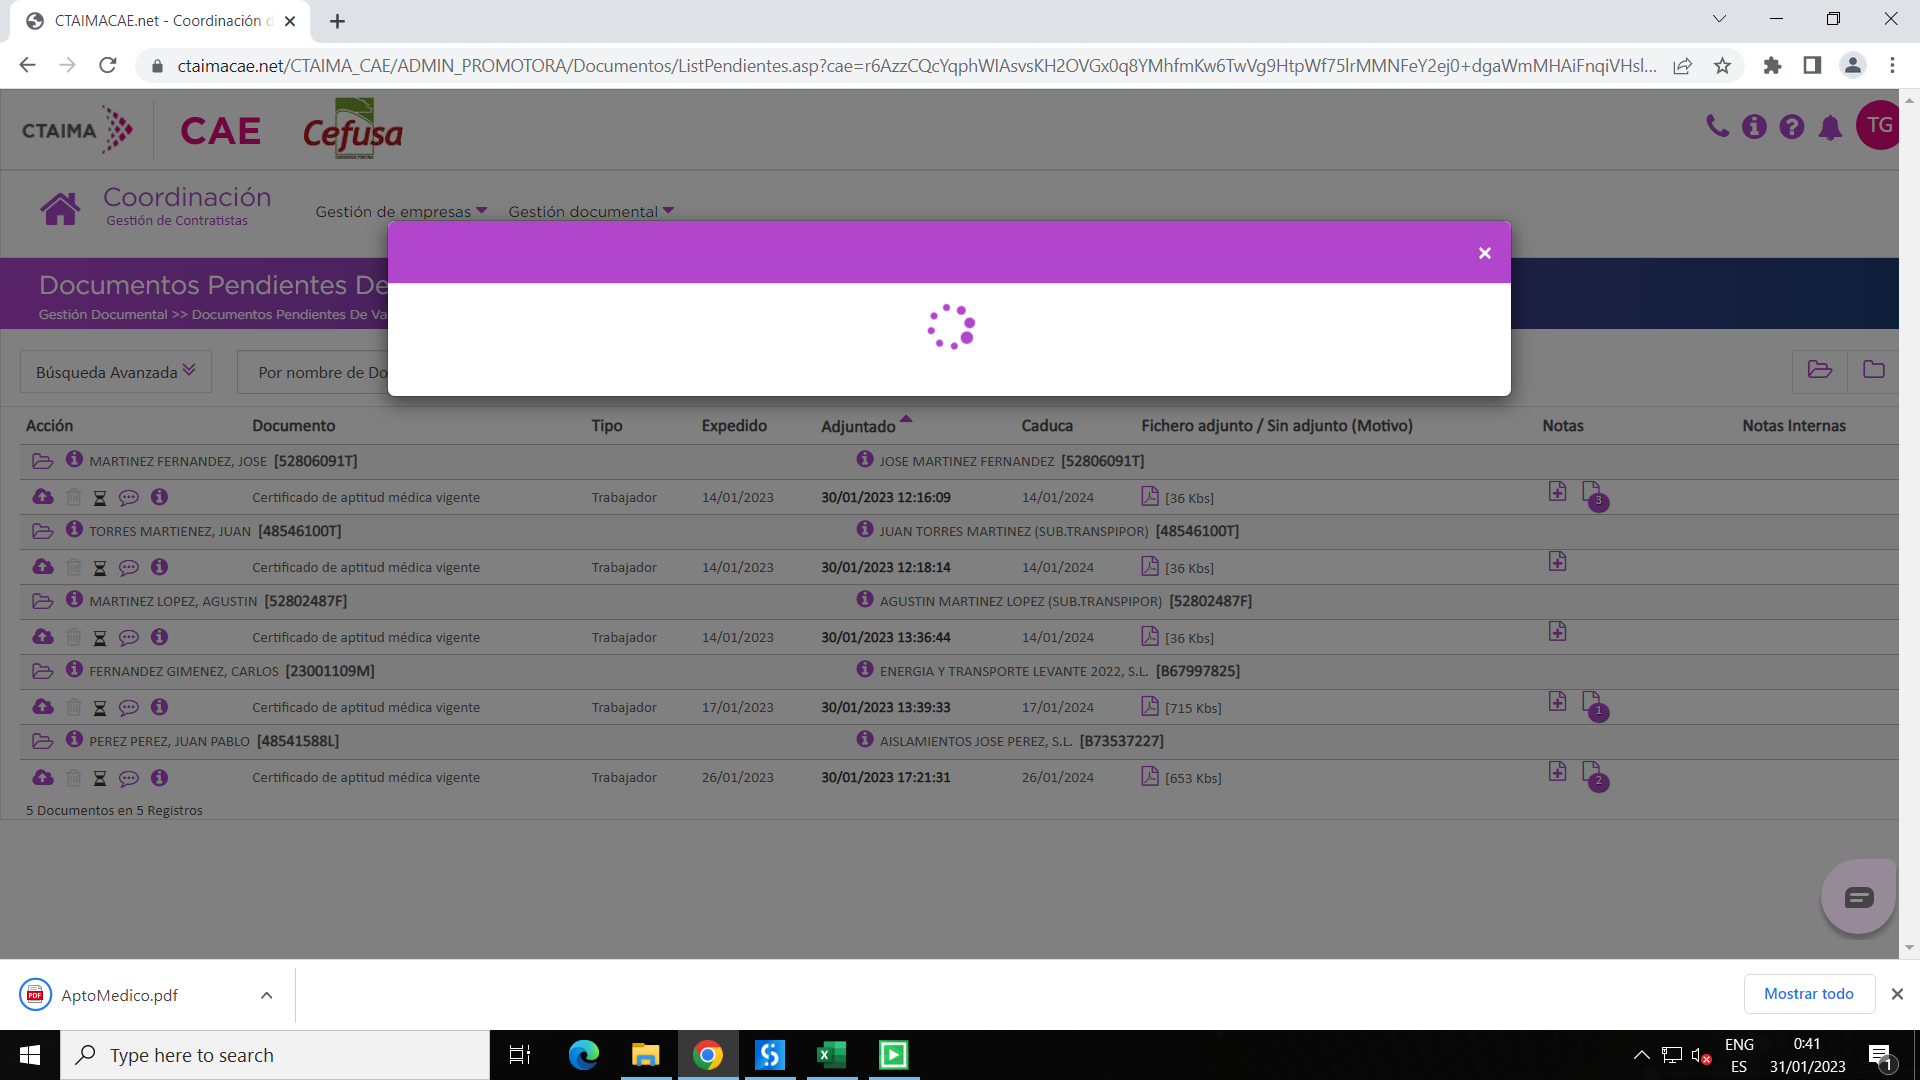 CTAIMACAE.net - Coordinación d
ctaimacae.net/CTAIMA_CAE/ADMIN_PROMOTORA/Documentos/ListPendientes.asp?cae=r6AzzCQcYqphWIAsvsKH2OVGx0q8YMhfmKw6TwVg9HtpWf75lrMMNFeY2ej0+dgaWmMHAiFnqiVHsl...
CTAIMA CAE Cefusa TG
Coordinación
Gestión de Contratistas
Gestión de empresas Gestión documental
Documentos Pendientes De
Gestión Documental >> Documentos Pendientes De Va
Búsqueda Avanzada Por nombre de Do
Acción Documento Tipo Expedido Adjuntado Caduca Fichero adjunto / Sin adjunto (Motivo) Notas Notas Internas
MARTINEZ FERNANDEZ, JOSE [52806091T] JOSE MARTINEZ FERNANDEZ [52806091T]
Certificado de aptitud médica vigente Trabajador 14/01/2023 30/01/2023 12:16:09 14/01/2024 [36 Kbs] 3
TORRES MARTIENEZ, JUAN [48546100T] JUAN TORRES MARTINEZ (SUB.TRANSPIPOR) [48546100T]
Certificado de aptitud médica vigente Trabajador 14/01/2023 30/01/2023 12:18:14 14/01/2024 [36 Kbs]
MARTINEZ LOPEZ, AGUSTIN [52802487F] AGUSTIN MARTINEZ LOPEZ (SUB.TRANSPIPOR) [52802487F]
Certificado de aptitud médica vigente Trabajador 14/01/2023 30/01/2023 13:36:44 14/01/2024 [36 Kbs]
FERNANDEZ GIMENEZ, CARLOS [23001109M] ENERGIA Y TRANSPORTE LEVANTE 2022, S.L. [B67997825]
Certificado de aptitud médica vigente Trabajador 17/01/2023 30/01/2023 13:39:33 17/01/2024 [715 Kbs] 1
PEREZ PEREZ, JUAN PABLO [48541588L] AISLAMIENTOS JOSE PEREZ, S.L. [B73537227]
Certificado de aptitud médica vigente Trabajador 26/01/2023 30/01/2023 17:21:31 26/01/2024 [653 Kbs] 2
5 Documentos en 5 Registros
PDF AptoMedico.pdf Mostrar todo
Type here to search
ENG 0:41
ES 31/01/2023 1